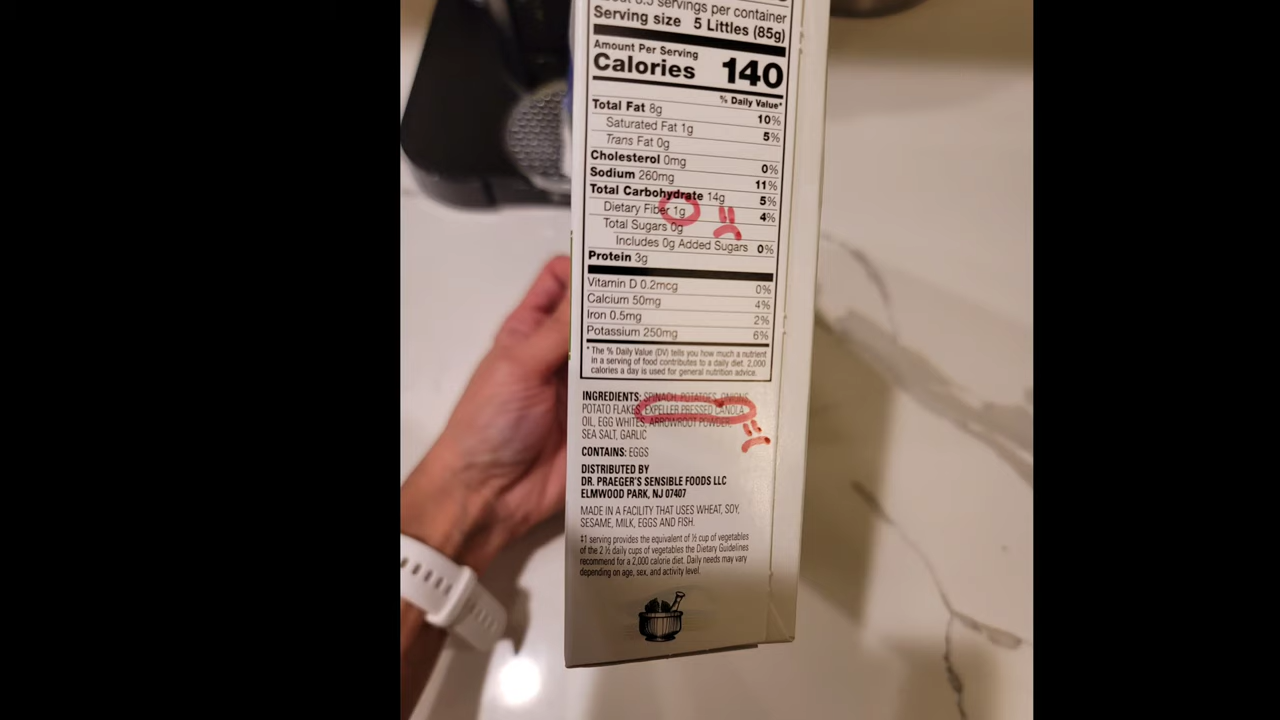 servings per container
Serving size 5 Littles (85g)
Amount Per Serving
Calories 140
% Daily Value*
Total Fat 8g 10%
Saturated Fat 1g 5%
Trans Fat 0g
Cholesterol 0mg 0%
Sodium 260mg 11%
Total Carbohydrate 14g 5%
Dietary Fiber 1g 4%
Total Sugars 0g
Includes 0g Added Sugars 0%
Protein 3g
Vitamin D 0.2mcg 0%
Calcium 50mg 4%
Iron 0.5mg 2%
Potassium 250mg 6%
* The % Daily Value (DV) tells you how much a nutrient
in a serving of food contributes to a daily diet. 2,000
calories a day is used for general nutrition advice.
INGREDIENTS: SPINACH, POTATOES, ONIONS,
POTATO FLAKES, EXPELLER PRESSED CANOLA
OIL, EGG WHITES, ARROWROOT POWDER,
SEA SALT, GARLIC
CONTAINS: EGGS
DISTRIBUTED BY
DR. PRAEGER'S SENSIBLE FOODS LLC
ELMWOOD PARK, NJ 07407
MADE IN A FACILITY THAT USES WHEAT, SOY,
SESAME, MILK, EGGS AND FISH.
‡1 serving provides the equivalent of ½ cup of vegetables
of the 2 ½ daily cups of vegetables the Dietary Guidelines
recommend for a 2,000 calorie diet. Daily needs may vary
depending on age, sex, and activity level.